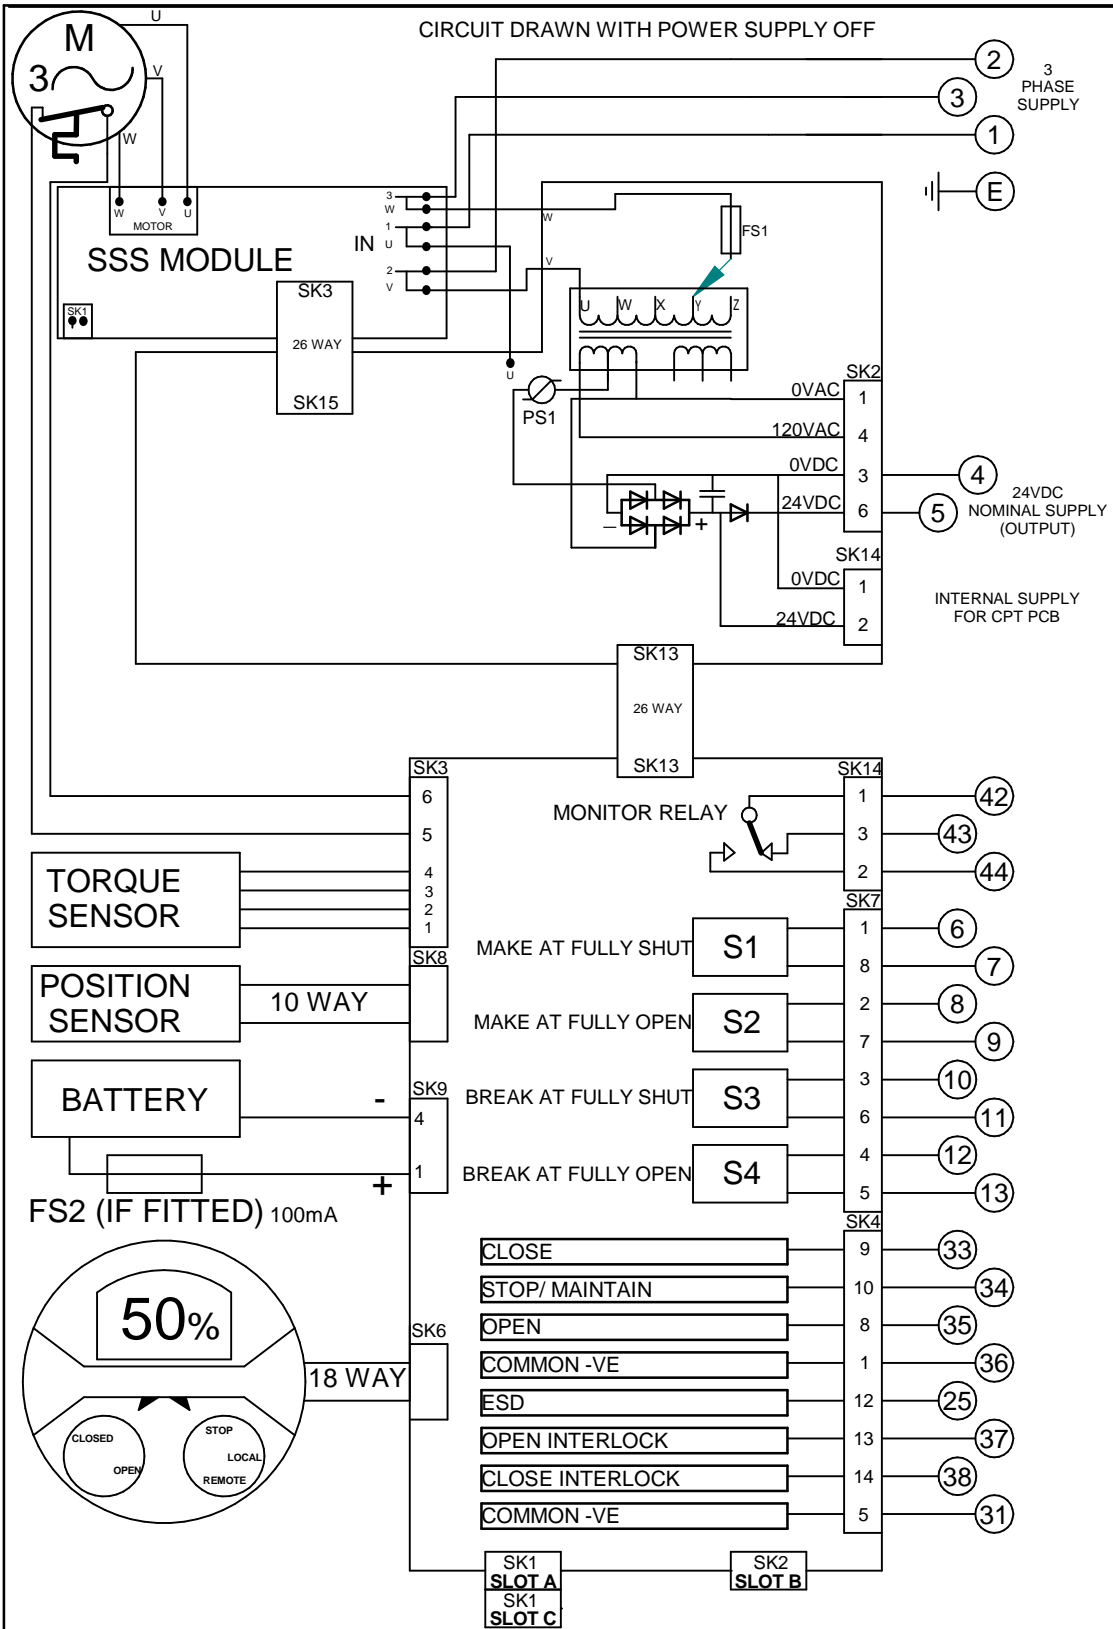 U
CIRCUIT DRAWN WITH POWER SUPPLY OFF
M
3
V
W
2
3
1
E
3
PHASE
SUPPLY
W
V
U
MOTOR
SSS MODULE
IN
3
W
1
U
2
V
W
V
U
FS1
SK1
SK3
26 WAY
SK15
U
W
X
Y
Z
PS1
SK2
0VAC
1
120VAC
4
0VDC
3
4
24VDC
6
5
24VDC
NOMINAL SUPPLY
(OUTPUT)
–
+
SK14
0VDC
1
24VDC
2
INTERNAL SUPPLY
FOR CPT PCB
SK13
26 WAY
SK13
SK3
6
5
4
3
2
1
SK14
MONITOR RELAY
1
42
3
43
2
44
TORQUE
SENSOR
SK7
MAKE AT FULLY SHUT
S1
1
6
8
7
POSITION
SENSOR
10 WAY
SK8
MAKE AT FULLY OPEN
S2
2
8
7
9
BATTERY
-
+
SK9
4
1
BREAK AT FULLY SHUT
S3
3
10
6
11
BREAK AT FULLY OPEN
S4
4
12
5
13
FS2 (IF FITTED) 100mA
SK4
CLOSE
9
33
STOP/ MAINTAIN
10
34
OPEN
8
35
COMMON -VE
1
36
ESD
12
25
OPEN INTERLOCK
13
37
CLOSE INTERLOCK
14
38
COMMON -VE
5
31
50%
SK6
18 WAY
CLOSED
OPEN
STOP
LOCAL
REMOTE
SK1
SLOT A
SK1
SLOT C
SK2
SLOT B